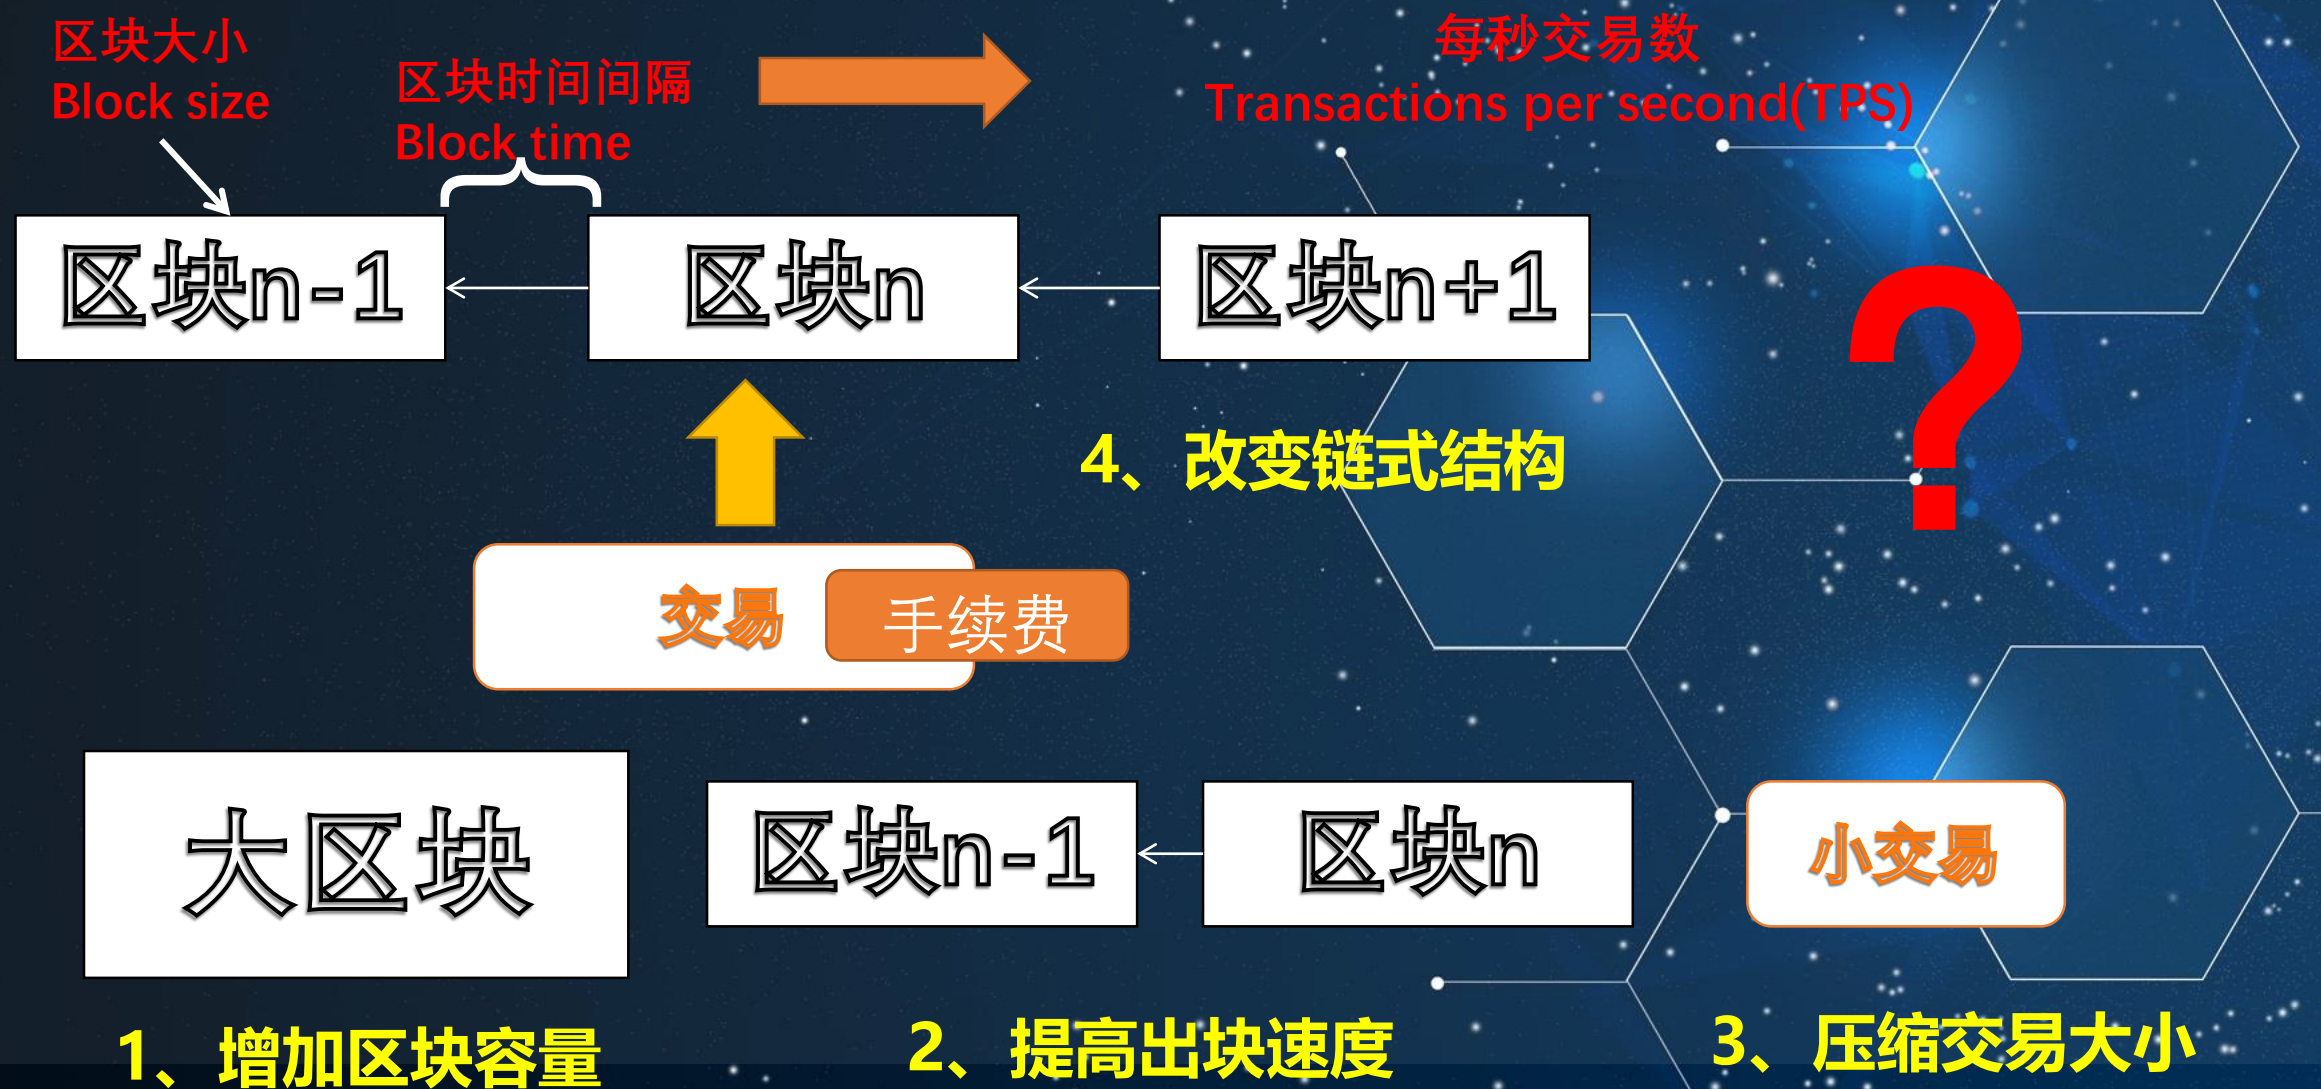 区块大小
Block size
区块时间间隔
Block time
每秒交易数
Transactions per second(TPS)
区块n-1
区块n
区块n+1
?
4、改变链式结构
交易
手续费
大区块
区块n-1
区块n
小交易
1、增加区块容量
2、提高出块速度
3、压缩交易大小